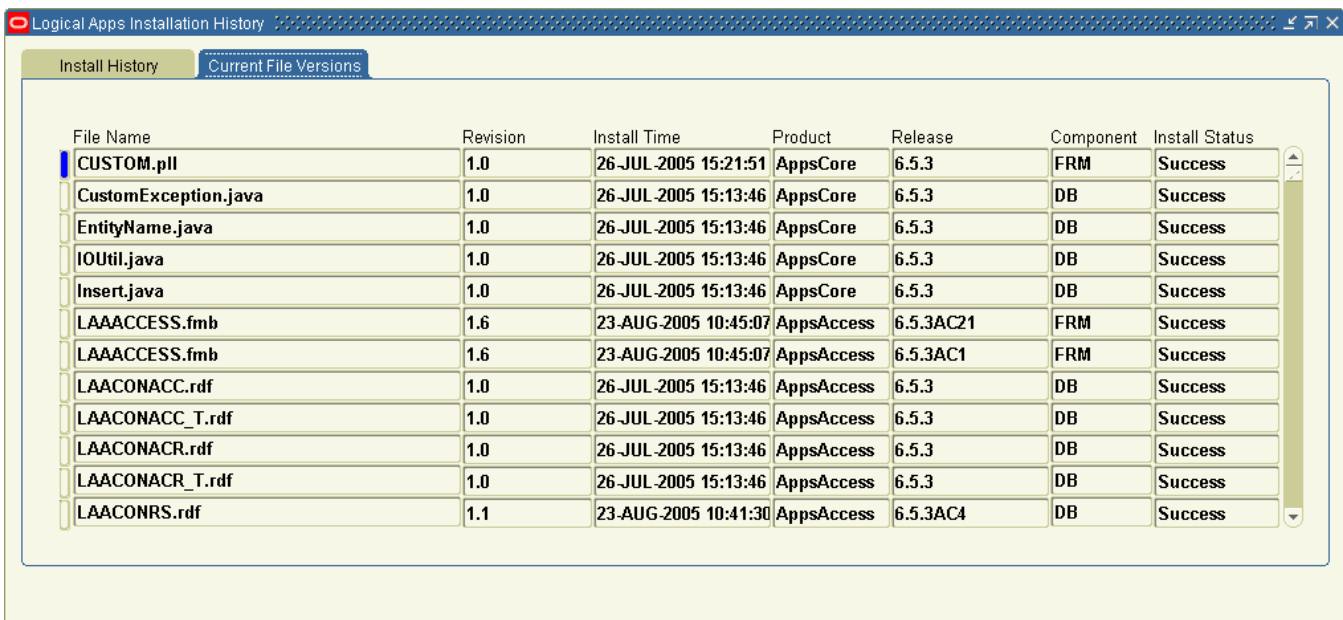 Logical Apps Installation History
Install History Current File Versions
File Name Revision Install Time Product Release Component Install Status
CUSTOM.pll 1.0 26-JUL-2005 15:21:51 AppsCore 6.5.3 FRM Success
CustomException.java 1.0 26-JUL-2005 15:13:46 AppsCore 6.5.3 DB Success
EntityName.java 1.0 26-JUL-2005 15:13:46 AppsCore 6.5.3 DB Success
IOUtil.java 1.0 26-JUL-2005 15:13:46 AppsCore 6.5.3 DB Success
Insert.java 1.0 26-JUL-2005 15:13:46 AppsCore 6.5.3 DB Success
LAAACCESS.fmb 1.6 23-AUG-2005 10:45:07 AppsAccess 6.5.3AC21 FRM Success
LAAACCESS.fmb 1.6 23-AUG-2005 10:45:07 AppsAccess 6.5.3AC1 FRM Success
LAACONACC.rdf 1.0 26-JUL-2005 15:13:46 AppsAccess 6.5.3 DB Success
LAACONACC_T.rdf 1.0 26-JUL-2005 15:13:46 AppsAccess 6.5.3 DB Success
LAACONACR.rdf 1.0 26-JUL-2005 15:13:46 AppsAccess 6.5.3 DB Success
LAACONACR_T.rdf 1.0 26-JUL-2005 15:13:46 AppsAccess 6.5.3 DB Success
LAACONRS.rdf 1.1 23-AUG-2005 10:41:30 AppsAccess 6.5.3AC4 DB Success